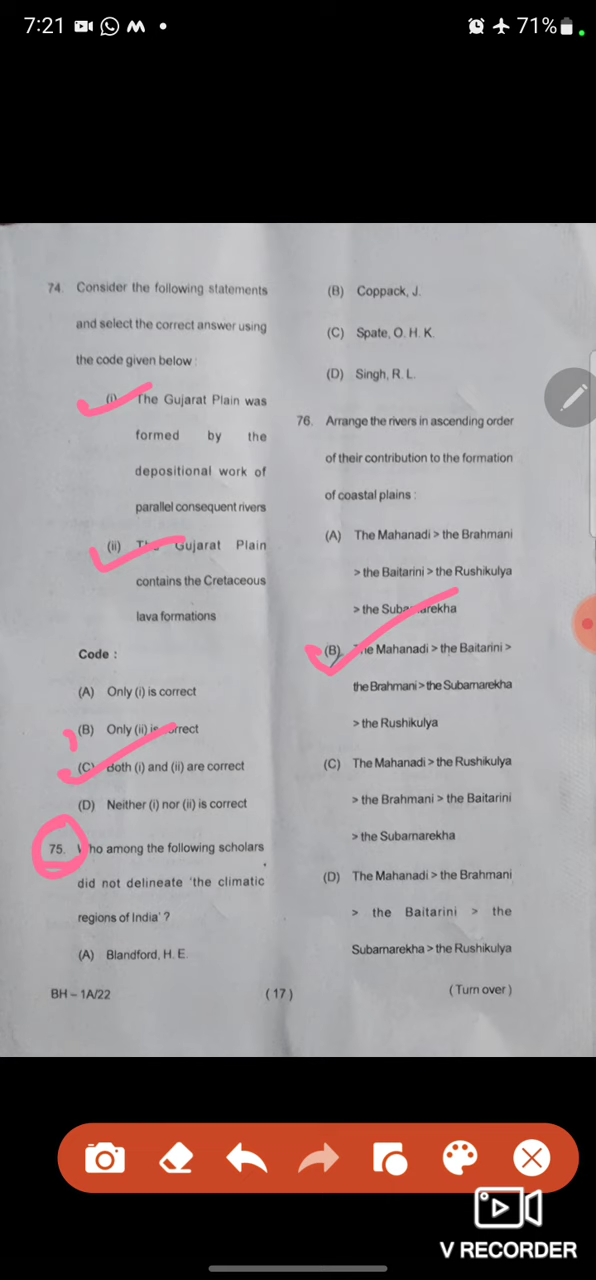 7:21
71%
74. Consider the following statements
and select the correct answer using
the code given below :
(i) The Gujarat Plain was
formed by the
depositional work of
parallel consequent rivers
(ii) The Gujarat Plain
contains the Cretaceous
lava formations
Code :
(A) Only (i) is correct
(B) Only (ii) is correct
(C) Both (i) and (ii) are correct
(D) Neither (i) nor (ii) is correct
75. Who among the following scholars
did not delineate 'the climatic
regions of India' ?
(A) Blandford, H. E.
BH – 1A/22
(17)
(B) Coppack, J.
(C) Spate, O. H. K.
(D) Singh, R. L.
76. Arrange the rivers in ascending order
of their contribution to the formation
of coastal plains :
(A) The Mahanadi > the Brahmani
> the Baitarini > the Rushikulya
> the Subarnarekha
(B) The Mahanadi > the Baitarini >
the Brahmani > the Subarnarekha
> the Rushikulya
(C) The Mahanadi > the Rushikulya
> the Brahmani > the Baitarini
> the Subarnarekha
(D) The Mahanadi > the Brahmani
> the Baitarini > the
Subarnarekha > the Rushikulya
(Turn over)
V RECORDER